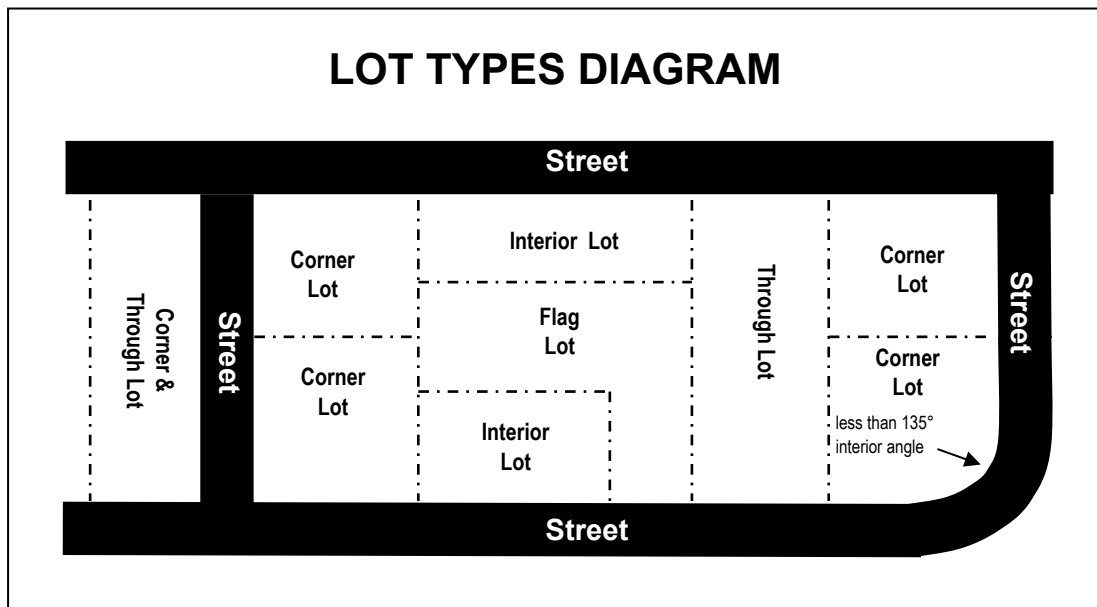 LOT TYPES DIAGRAM
Street
Corner &
Through Lot
Street
Corner
Lot
Corner
Lot
Interior Lot
Flag
Lot
Interior
Lot
Through Lot
Corner
Lot
Corner
Lot
less than 135°
interior angle
Street
Street